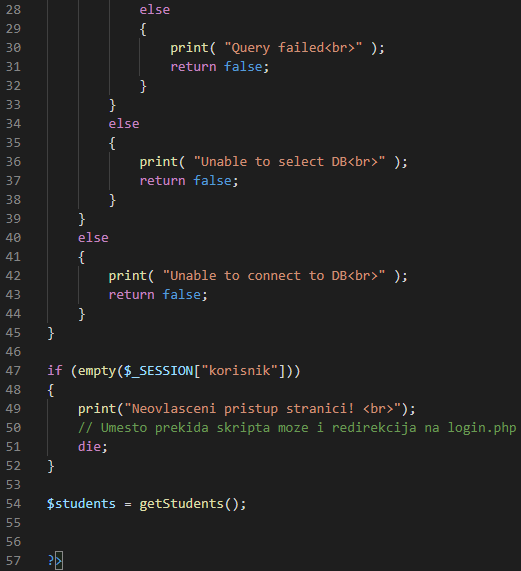 28 else
29 {
30 print( "Query failed<br>" );
31 return false;
32 }
33 }
34 else
35 {
36 print( "Unable to select DB<br>" );
37 return false;
38 }
39 }
40 else
41 {
42 print( "Unable to connect to DB<br>" );
43 return false;
44 }
45 }
46
47 if (empty($_SESSION["korisnik"]))
48 {
49 print("Neovlasceni pristup stranici! <br>");
50 // Umesto prekida skripta moze i redirekcija na login.php
51 die;
52 }
53
54 $students = getStudents();
55
56
57 ?>